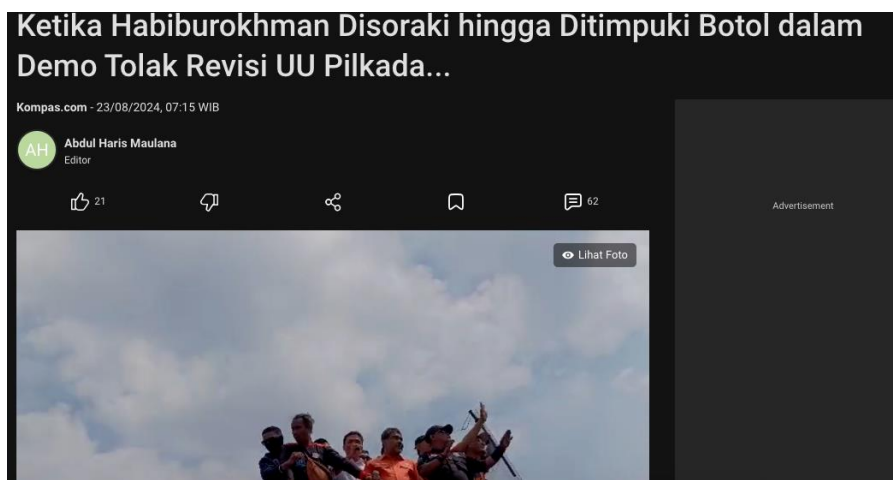 Ketika Habiburokhman Disoraki hingga Ditimpuki Botol dalam
Demo Tolak Revisi UU Pilkada...
Kompas.com - 23/08/2024, 07:15 WIB
AH
Abdul Haris Maulana
Editor
21
62
Advertisement
Lihat Foto